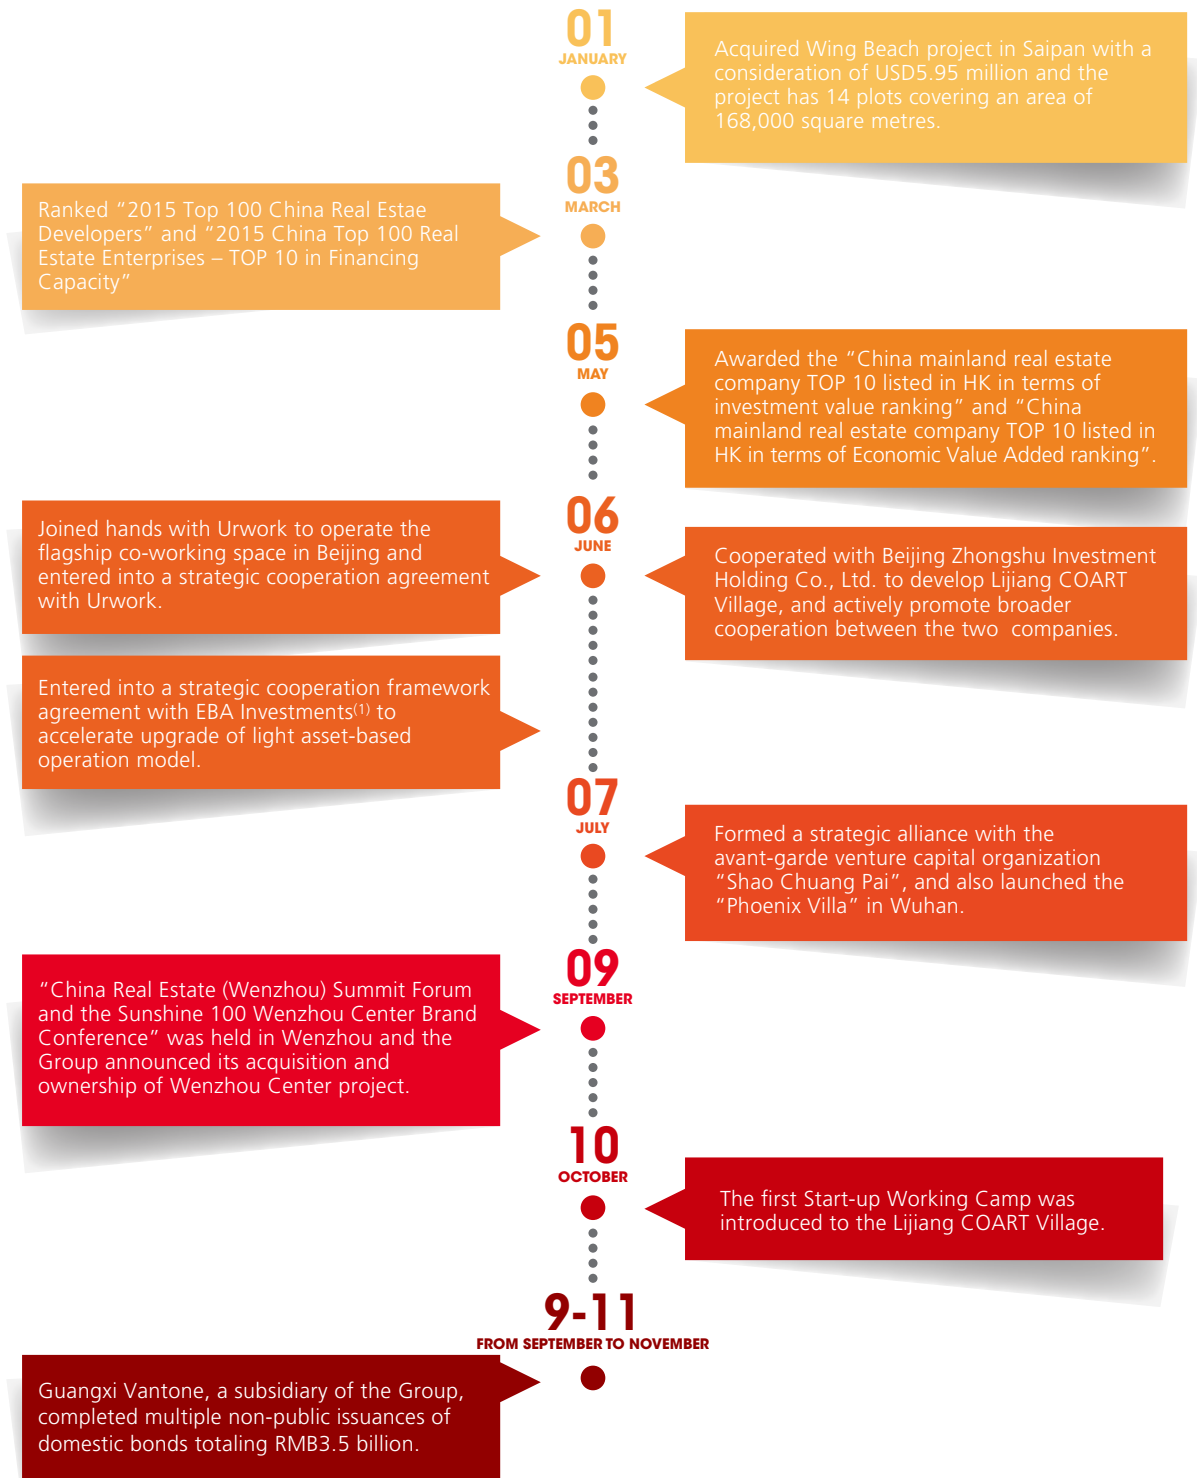 01
JANUARY
Acquired Wing Beach project in Saipan with a
consideration of USD5.95 million and the
project has 14 plots covering an area of
168,000 square metres.
03
MARCH
Ranked “2015 Top 100 China Real Estae
Developers” and “2015 China Top 100 Real
Estate Enterprises – TOP 10 in Financing
Capacity”
05
MAY
Awarded the “China mainland real estate
company TOP 10 listed in HK in terms of
investment value ranking” and “China
mainland real estate company TOP 10 listed in
HK in terms of Economic Value Added ranking”.
06
JUNE
Joined hands with Urwork to operate the
flagship co-working space in Beijing and
entered into a strategic cooperation agreement
with Urwork.
Cooperated with Beijing Zhongshu Investment
Holding Co., Ltd. to develop Lijiang COART
Village, and actively promote broader
cooperation between the two companies.
Entered into a strategic cooperation framework
agreement with EBA Investments(1) to
accelerate upgrade of light asset-based
operation model.
07
JULY
Formed a strategic alliance with the
avant-garde venture capital organization
“Shao Chuang Pai”, and also launched the
“Phoenix Villa” in Wuhan.
09
SEPTEMBER
“China Real Estate (Wenzhou) Summit Forum
and the Sunshine 100 Wenzhou Center Brand
Conference” was held in Wenzhou and the
Group announced its acquisition and
ownership of Wenzhou Center project.
10
OCTOBER
The first Start-up Working Camp was
introduced to the Lijiang COART Village.
9-11
FROM SEPTEMBER TO NOVEMBER
Guangxi Vantone, a subsidiary of the Group,
completed multiple non-public issuances of
domestic bonds totaling RMB3.5 billion.